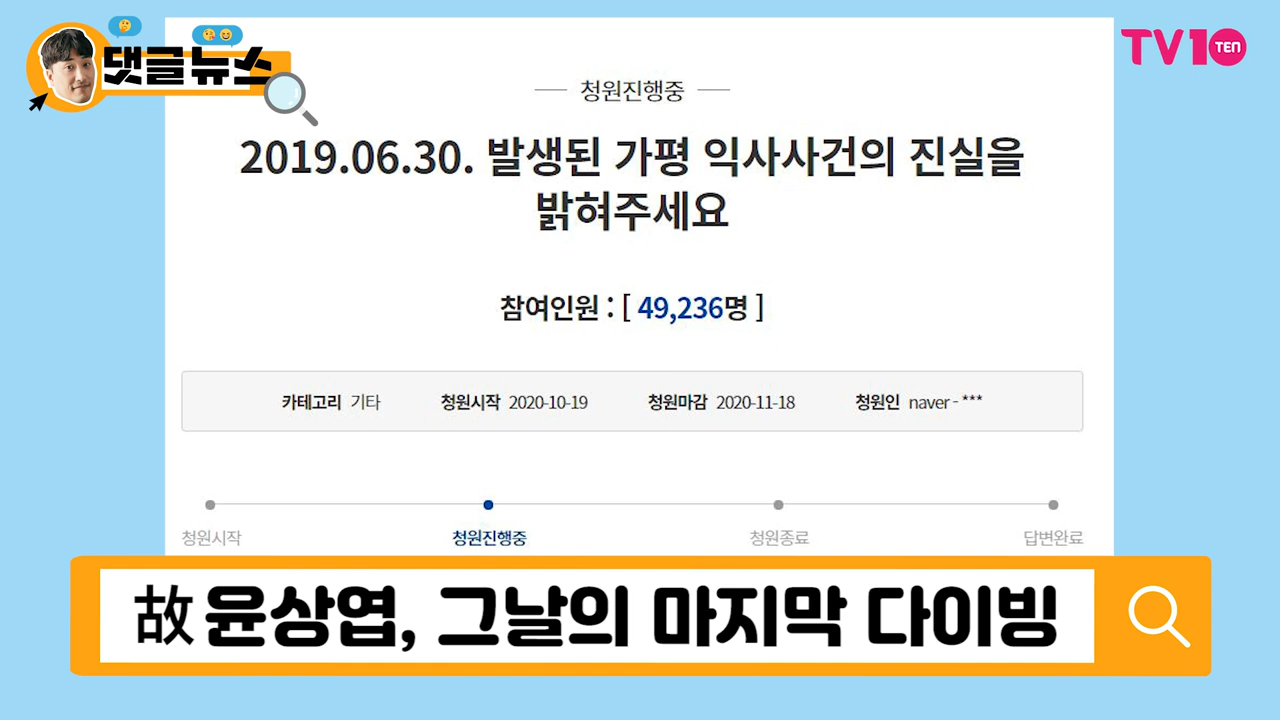 댓글뉴스
TV10
TEN
청원진행중
2019.06.30. 발생된 가평 익사사건의 진실을
밝혀주세요
참여인원 : [ 49,236명 ]
카테고리 기타 청원시작 2020-10-19 청원마감 2020-11-18 청원인 naver - ***
청원시작 청원진행중 청원종료 답변완료
故 윤상엽, 그날의 마지막 다이빙